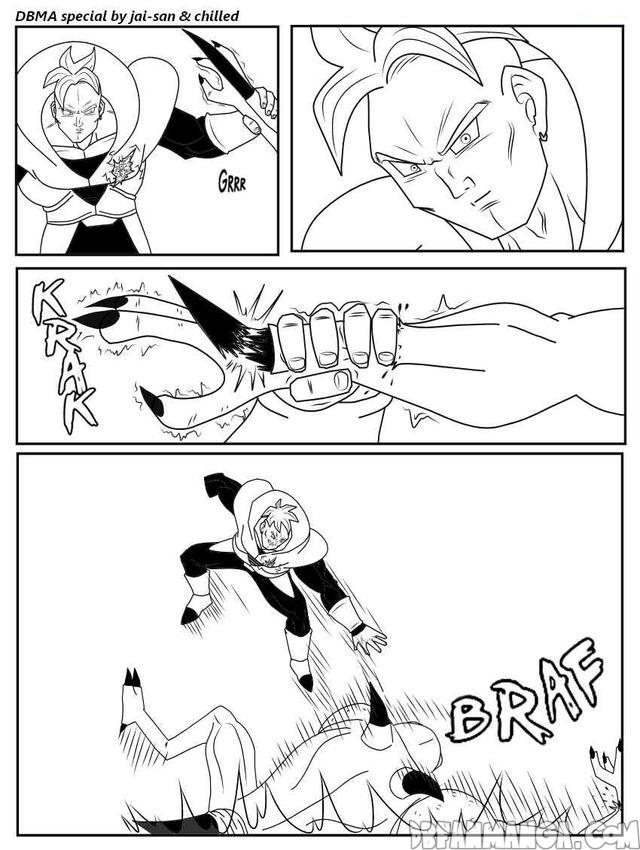 DBMA special by jai-san & chilled
GRRR
KRAK
BRAF
DBFANMANGA.COM